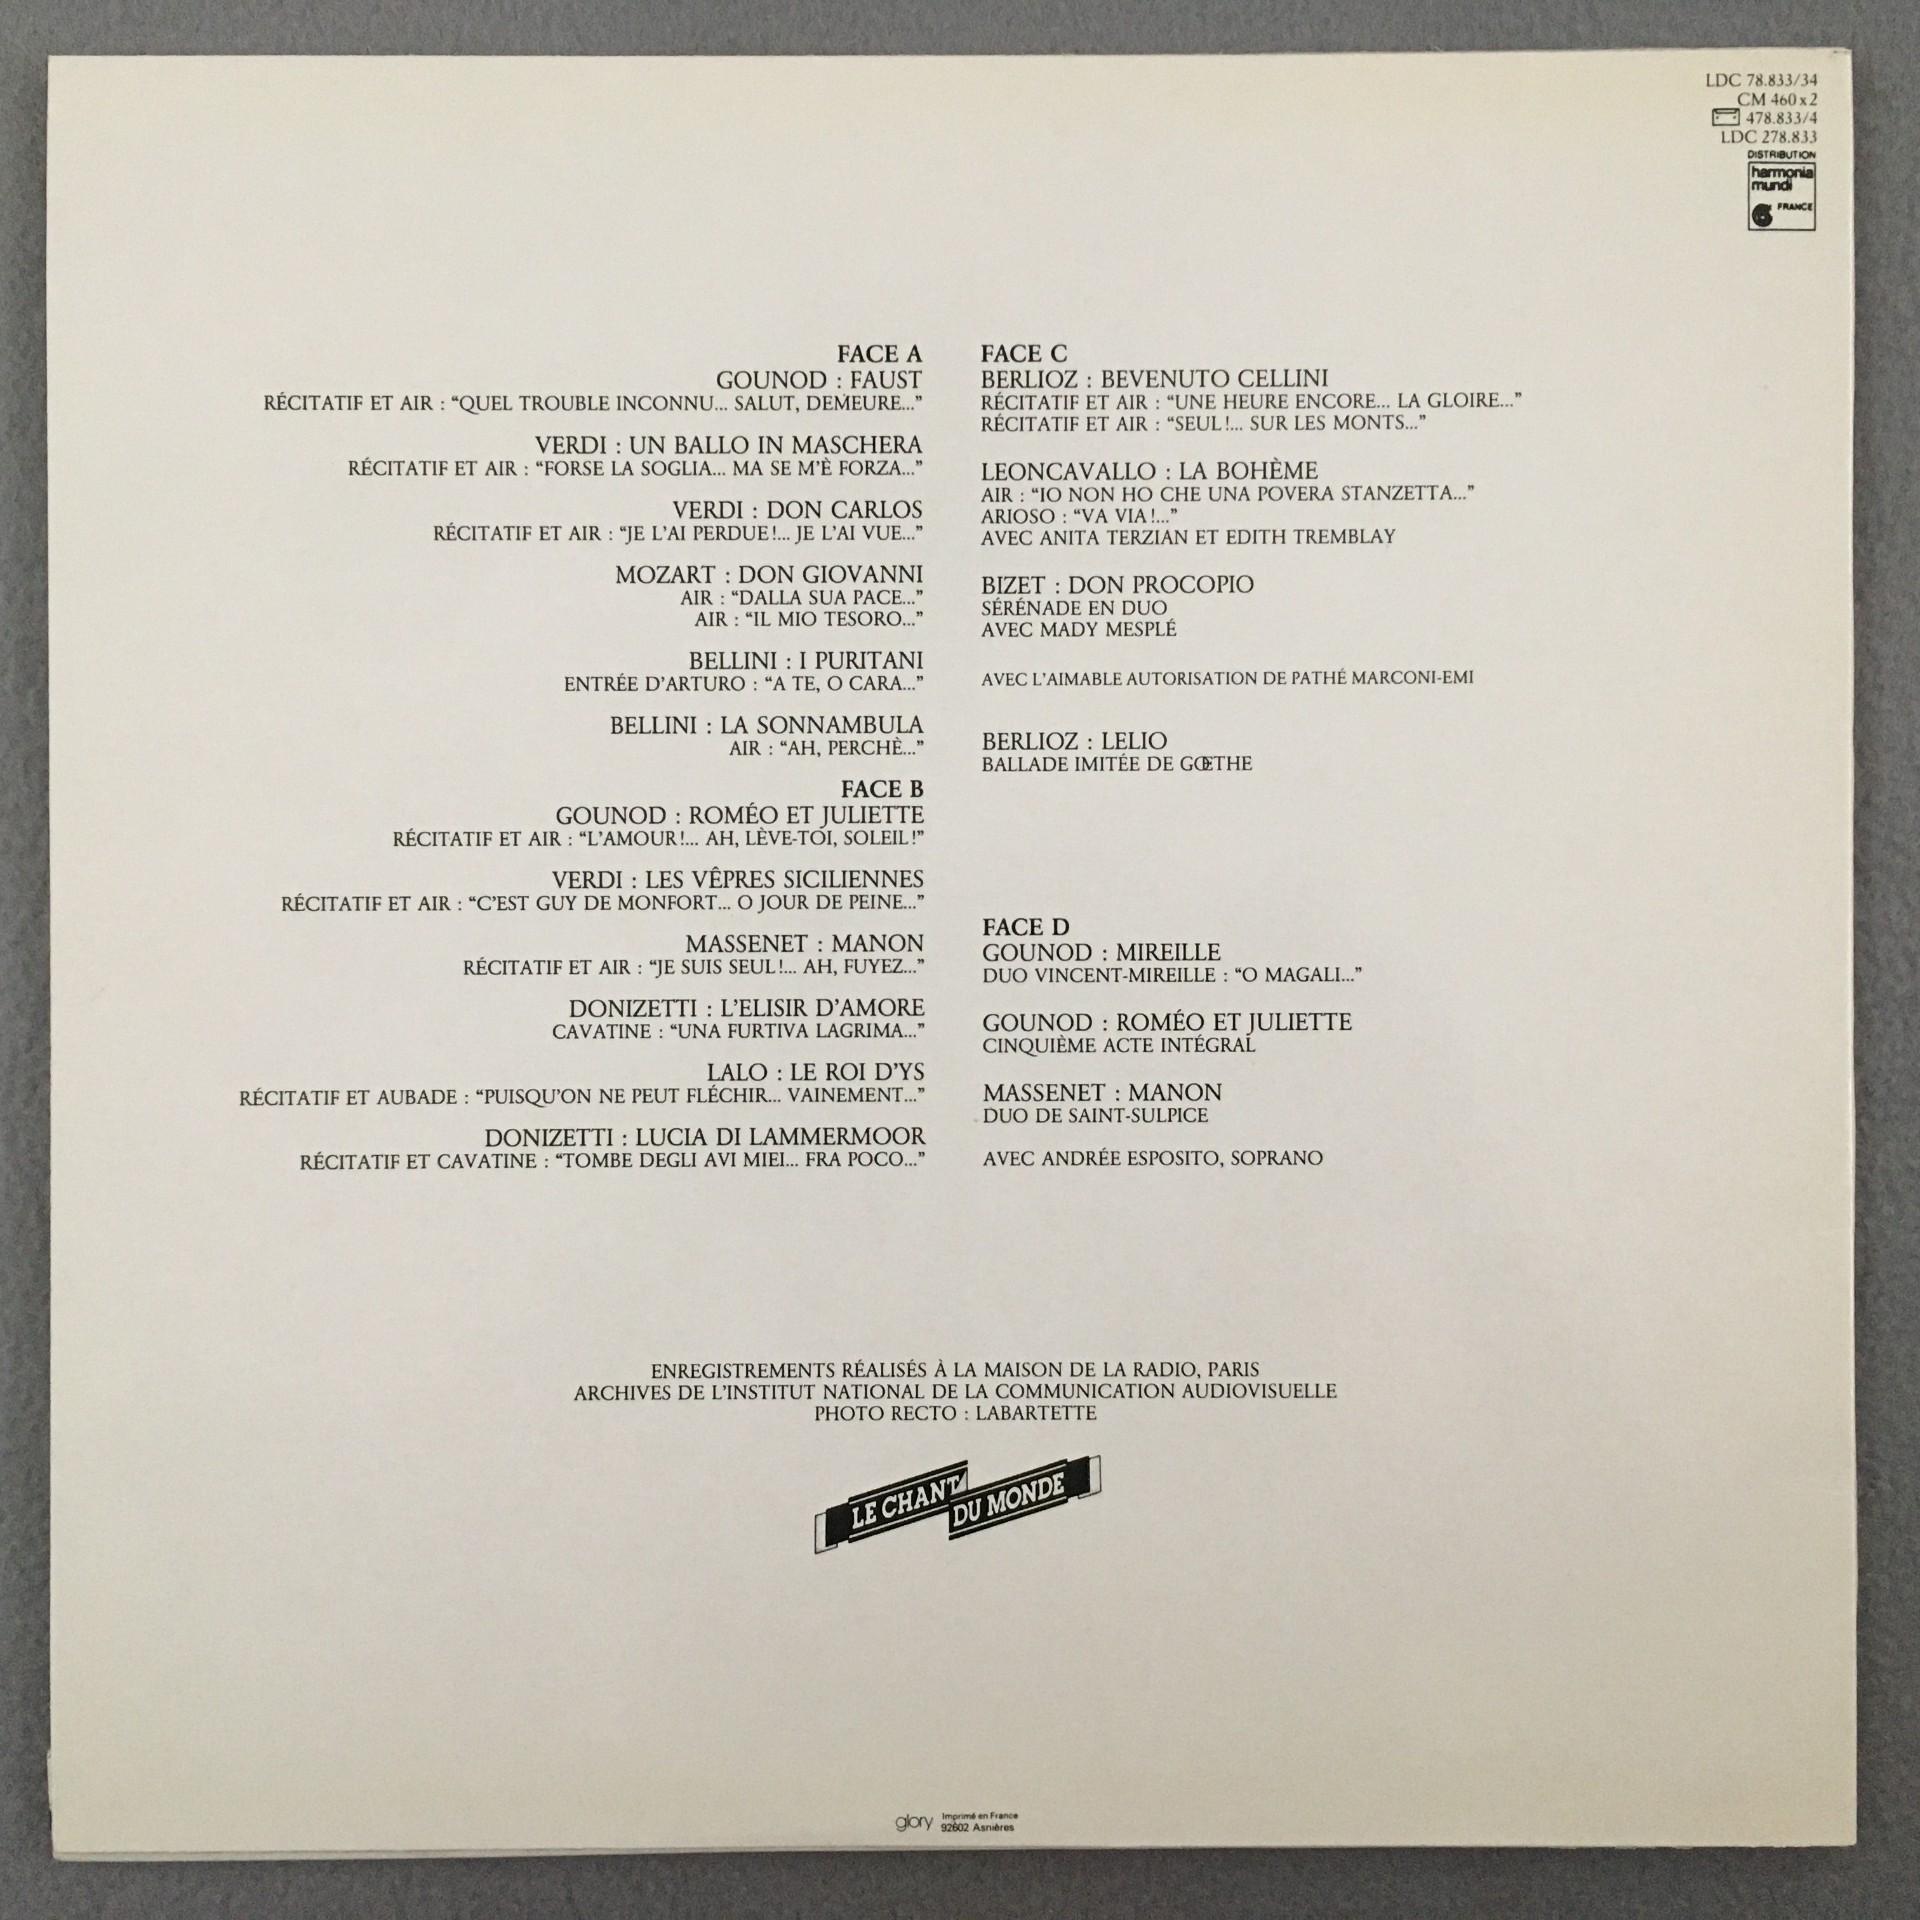 LDC 78.833/34
CM 460 x 2
478.833/4
LDC 278.833
DISTRIBUTION
harmonia
mundi
FRANCE
FACE A
GOUNOD : FAUST
RÉCITATIF ET AIR : “QUEL TROUBLE INCONNU... SALUT, DEMEURE...”
VERDI : UN BALLO IN MASCHERA
RÉCITATIF ET AIR : “FORSE LA SOGLIA... MA SE M’È FORZA...”
VERDI : DON CARLOS
RÉCITATIF ET AIR : “JE L’AI PERDUE !... JE L’AI VUE...”
MOZART : DON GIOVANNI
AIR : “DALLA SUA PACE...”
AIR : “IL MIO TESORO...”
BELLINI : I PURITANI
ENTRÉE D’ARTURO : “A TE, O CARA...”
BELLINI : LA SONNAMBULA
AIR : “AH, PERCHÈ...”
FACE B
GOUNOD : ROMÉO ET JULIETTE
RÉCITATIF ET AIR : “L’AMOUR !... AH, LÈVE-TOI, SOLEIL !”
VERDI : LES VÊPRES SICILIENNES
RÉCITATIF ET AIR : “C’EST GUY DE MONFORT... O JOUR DE PEINE...”
MASSENET : MANON
RÉCITATIF ET AIR : “JE SUIS SEUL !... AH, FUYEZ...”
DONIZETTI : L’ELISIR D’AMORE
CAVATINE : “UNA FURTIVA LAGRIMA...”
LALO : LE ROI D’YS
RÉCITATIF ET AUBADE : “PUISQU’ON NE PEUT FLÉCHIR... VAINEMENT...”
DONIZETTI : LUCIA DI LAMMERMOOR
RÉCITATIF ET CAVATINE : “TOMBE DEGLI AVI MIEI... FRA POCO...”
FACE C
BERLIOZ : BEVENUTO CELLINI
RÉCITATIF ET AIR : “UNE HEURE ENCORE... LA GLOIRE...”
RÉCITATIF ET AIR : “SEUL !... SUR LES MONTS...”
LEONCAVALLO : LA BOHÈME
AIR : “IO NON HO CHE UNA POVERA STANZETTA...”
ARIOSO : “VA VIA !...”
AVEC ANITA TERZIAN ET EDITH TREMBLAY
BIZET : DON PROCOPIO
SÉRÉNADE EN DUO
AVEC MADY MESPLÉ
AVEC L’AIMABLE AUTORISATION DE PATHÉ MARCONI-EMI
BERLIOZ : LELIO
BALLADE IMITÉE DE GŒTHE
FACE D
GOUNOD : MIREILLE
DUO VINCENT-MIREILLE : “O MAGALI...”
GOUNOD : ROMÉO ET JULIETTE
CINQUIÈME ACTE INTÉGRAL
MASSENET : MANON
DUO DE SAINT-SULPICE
AVEC ANDRÉE ESPOSITO, SOPRANO
ENREGISTREMENTS RÉALISÉS À LA MAISON DE LA RADIO, PARIS
ARCHIVES DE L’INSTITUT NATIONAL DE LA COMMUNICATION AUDIOVISUELLE
PHOTO RECTO : LABARTETTE
LE CHANT
DU MONDE
glory Imprimé en France
92602 Asnières